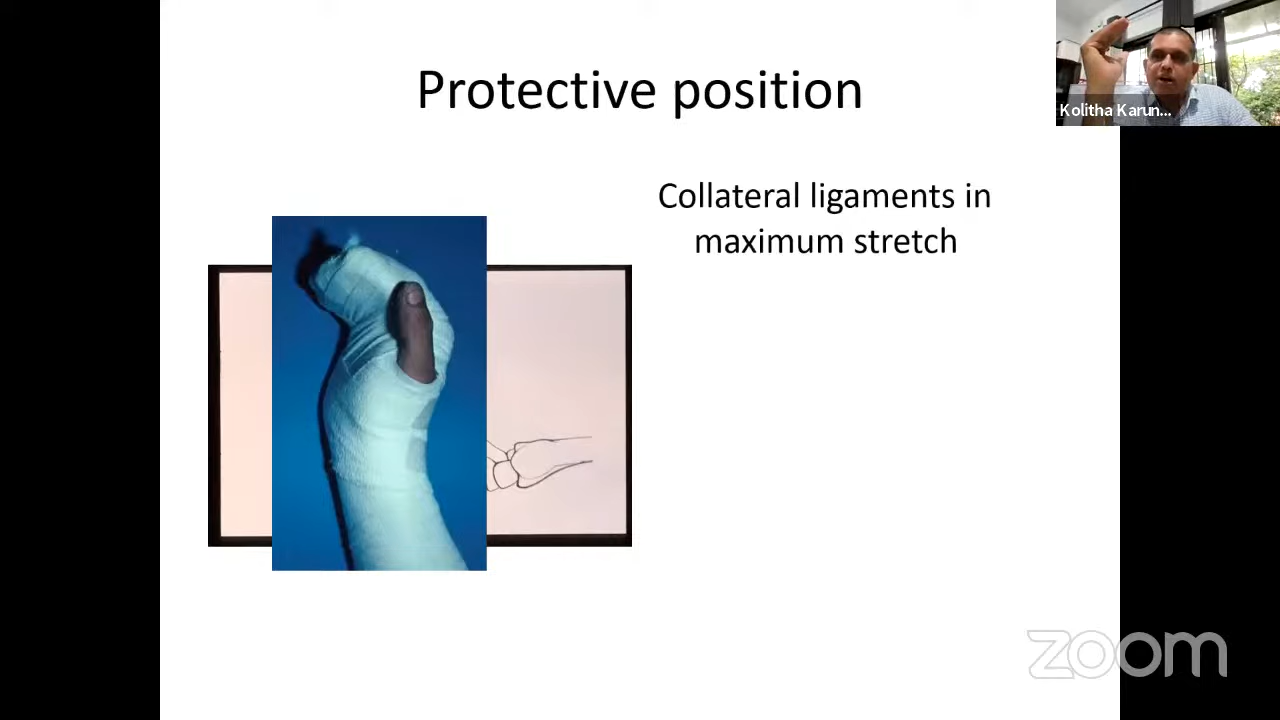 Protective position
Kolitha Karun...
Collateral ligaments in
maximum stretch
zoom